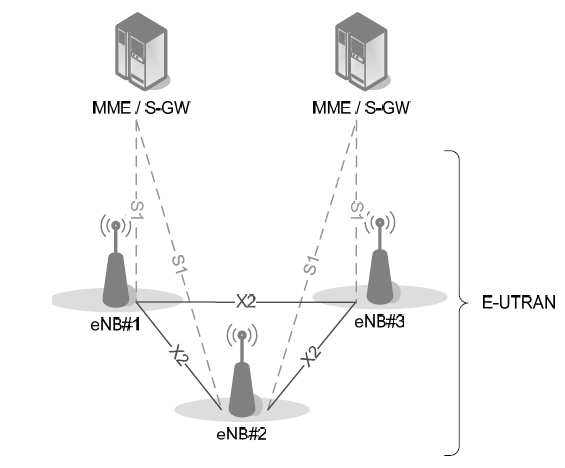 MME / S-GW
MME / S-GW
S1
S1
S1
S1
X2
E-UTRAN
eNB#1
eNB#3
X2
X2
eNB#2